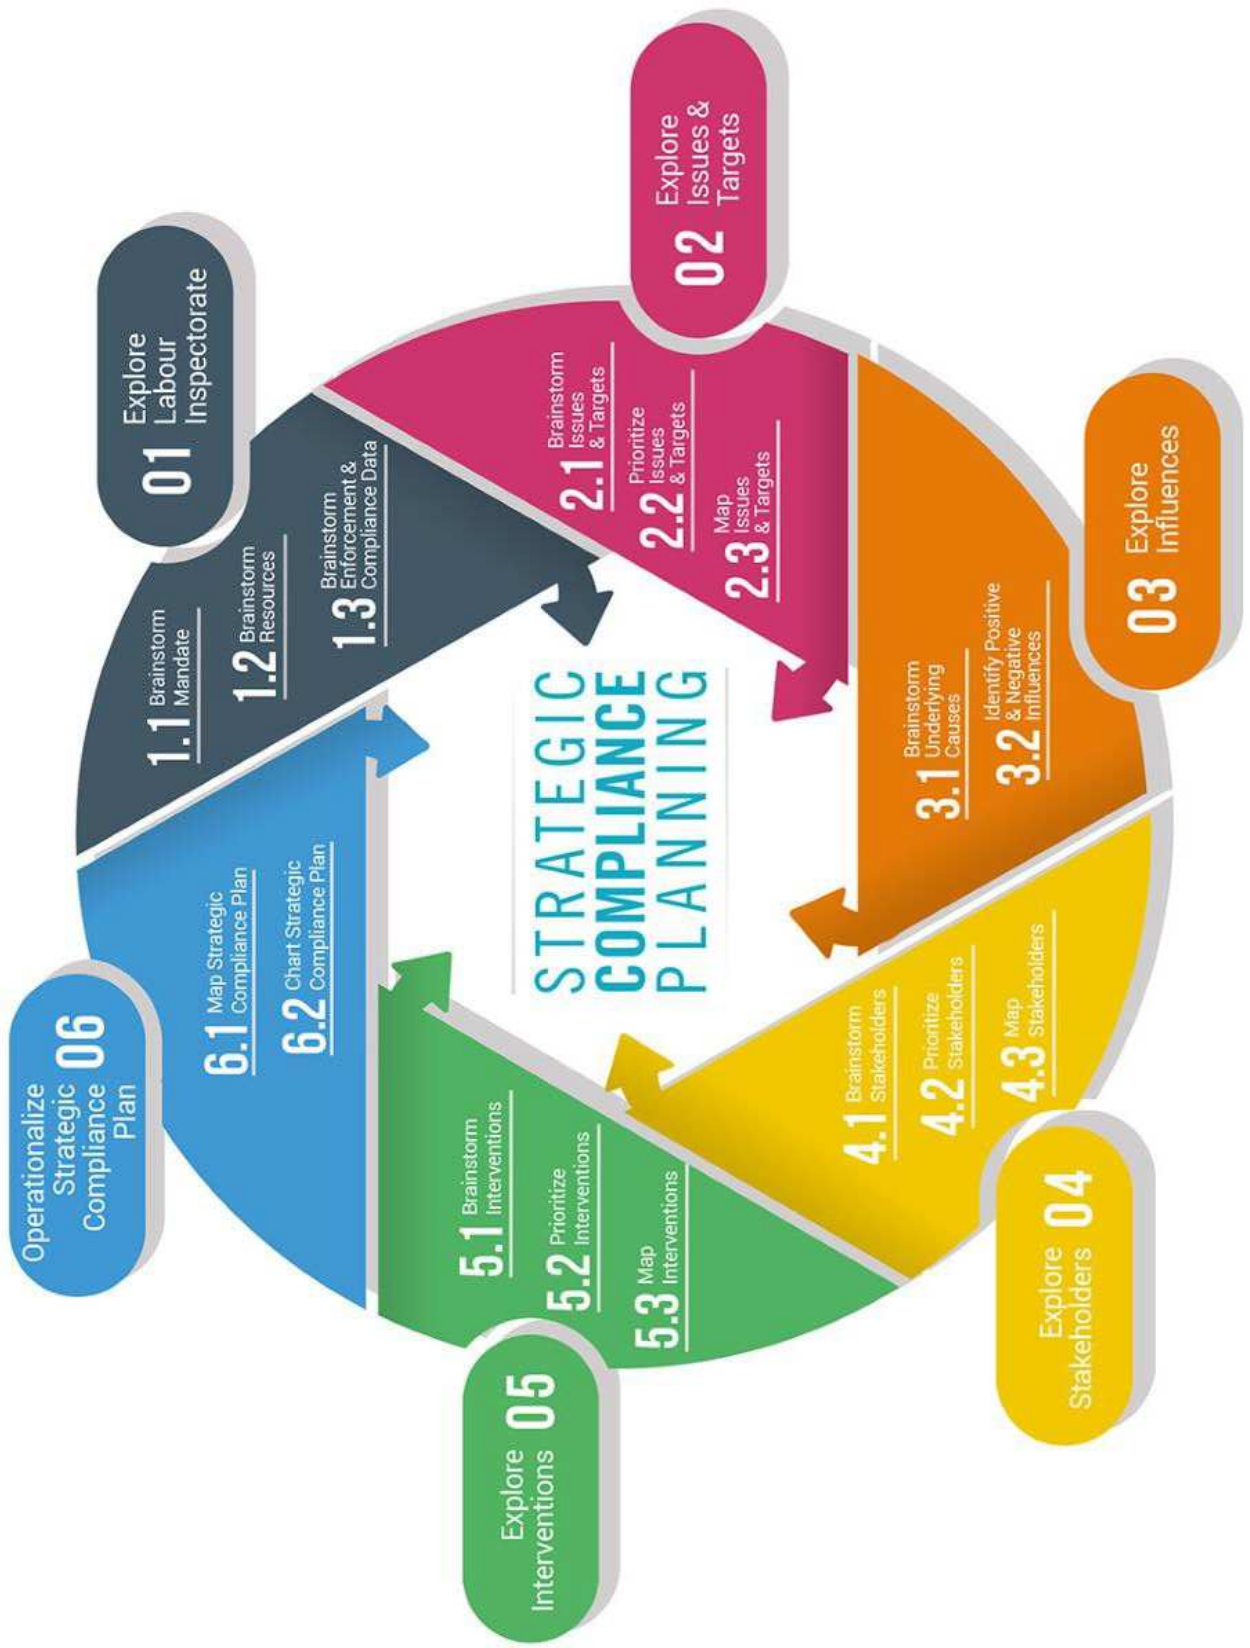 STRATEGIC
COMPLIANCE
PLANNING
01
Explore
Labour
Inspectorate
1.1
Brainstorm
Mandate
1.2
Brainstorm
Resources
1.3
Brainstorm
Enforcement &
Compliance Data
02
Explore
Issues &
Targets
2.1
Brainstorm
Issues
& Targets
2.2
Prioritize
Issues
& Targets
2.3
Map
Issues
& Targets
03
Explore
Influences
3.1
Brainstorm
Underlying
Causes
3.2
Identify Positive
& Negative
Influences
Explore
Stakeholders
04
4.1
Brainstorm
Stakeholders
4.2
Prioritize
Stakeholders
4.3
Map
Stakeholders
Explore
Interventions
05
5.1
Brainstorm
Interventions
5.2
Prioritize
Interventions
5.3
Map
Interventions
Operationalize
Strategic
Compliance
Plan
06
6.1
Map Strategic
Compliance Plan
6.2
Chart Strategic
Compliance Plan